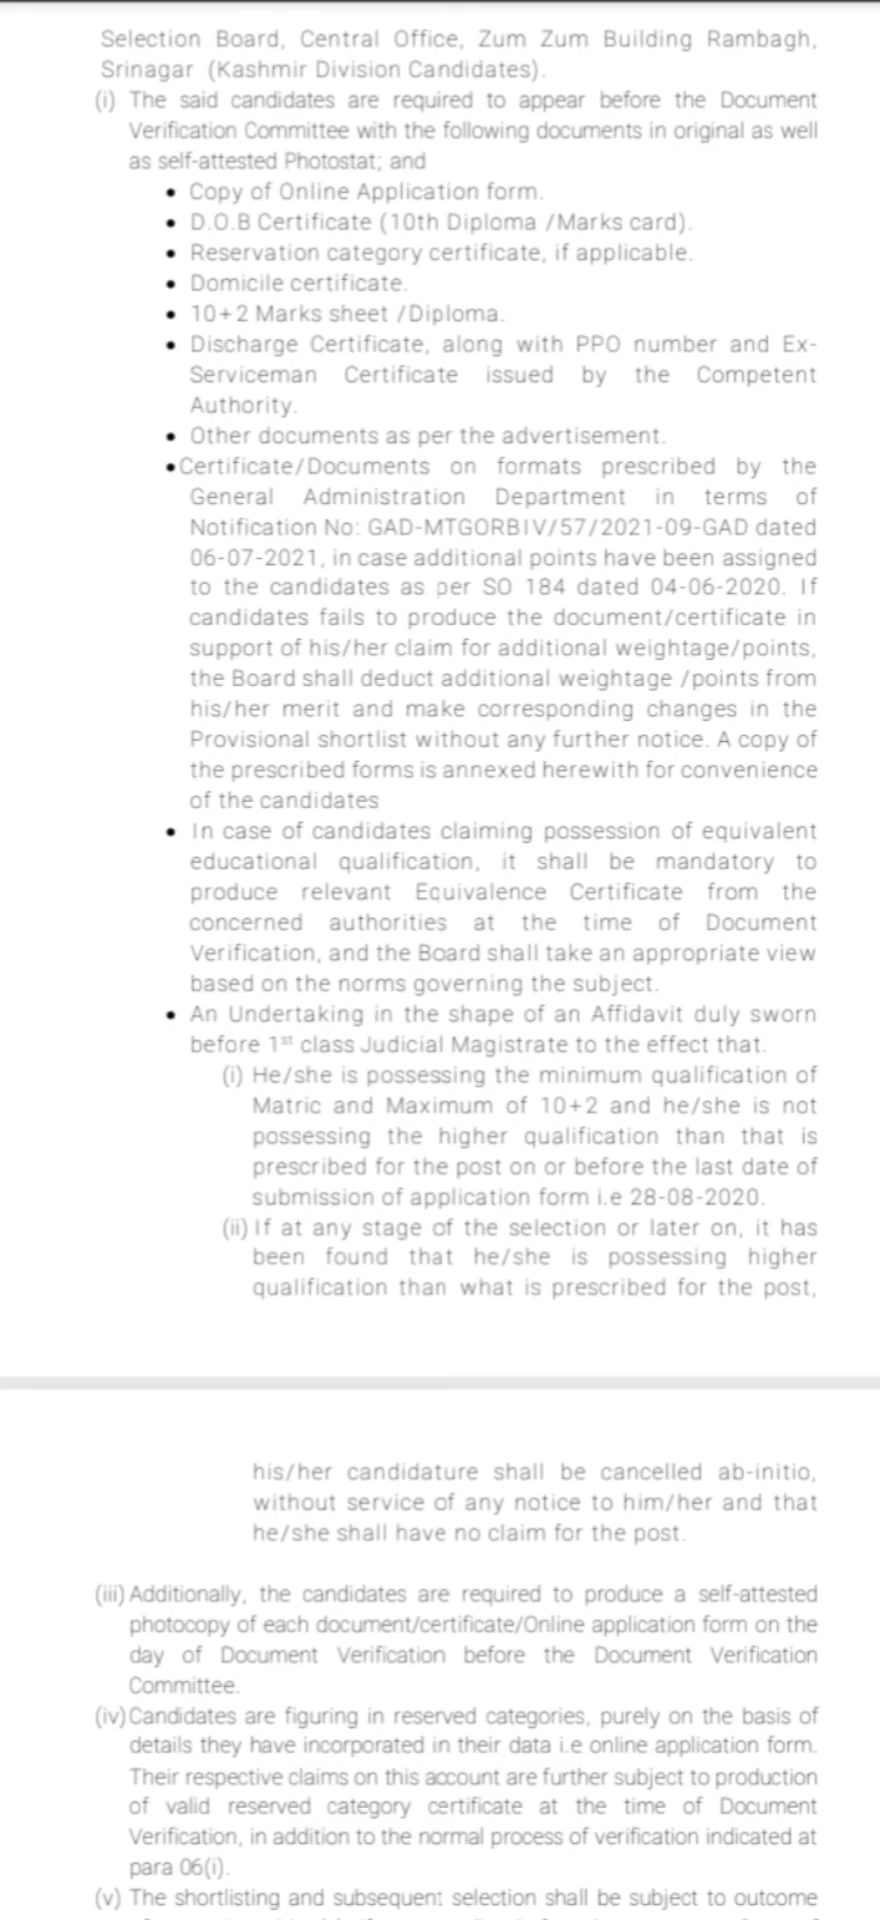 Selection Board, Central Office, Zum Zum Building Rambagh,
Srinagar (Kashmir Division Candidates).
(i) The said candidates are required to appear before the Document
Verification Committee with the following documents in original as well
as self-attested Photostat; and
• Copy of Online Application form.
• D.O.B Certificate (10th Diploma /Marks card).
• Reservation category certificate, if applicable.
• Domicile certificate.
• 10+2 Marks sheet /Diploma.
• Discharge Certificate, along with PPO number and Ex-
Serviceman Certificate issued by the Competent
Authority.
• Other documents as per the advertisement.
•Certificate/Documents on formats prescribed by the
General Administration Department in terms of
Notification No: GAD-MTGORBIV/57/2021-09-GAD dated
06-07-2021, in case additional points have been assigned
to the candidates as per SO 184 dated 04-06-2020. If
candidates fails to produce the document/certificate in
support of his/her claim for additional weightage/points,
the Board shall deduct additional weightage /points from
his/her merit and make corresponding changes in the
Provisional shortlist without any further notice. A copy of
the prescribed forms is annexed herewith for convenience
of the candidates
• In case of candidates claiming possession of equivalent
educational qualification, it shall be mandatory to
produce relevant Equivalence Certificate from the
concerned authorities at the time of Document
Verification, and the Board shall take an appropriate view
based on the norms governing the subject.
• An Undertaking in the shape of an Affidavit duly sworn
before 1st class Judicial Magistrate to the effect that.
(i) He/she is possessing the minimum qualification of
Matric and Maximum of 10+2 and he/she is not
possessing the higher qualification than that is
prescribed for the post on or before the last date of
submission of application form i.e 28-08-2020.
(ii) If at any stage of the selection or later on, it has
been found that he/she is possessing higher
qualification than what is prescribed for the post,
his/her candidature shall be cancelled ab-initio,
without service of any notice to him/her and that
he/she shall have no claim for the post.
(iii) Additionally, the candidates are required to produce a self-attested
photocopy of each document/certificate/Online application form on the
day of Document Verification before the Document Verification
Committee.
(iv) Candidates are figuring in reserved categories, purely on the basis of
details they have incorporated in their data i.e online application form.
Their respective claims on this account are further subject to production
of valid reserved category certificate at the time of Document
Verification, in addition to the normal process of verification indicated at
para 06(i).
(v) The shortlisting and subsequent selection shall be subject to outcome